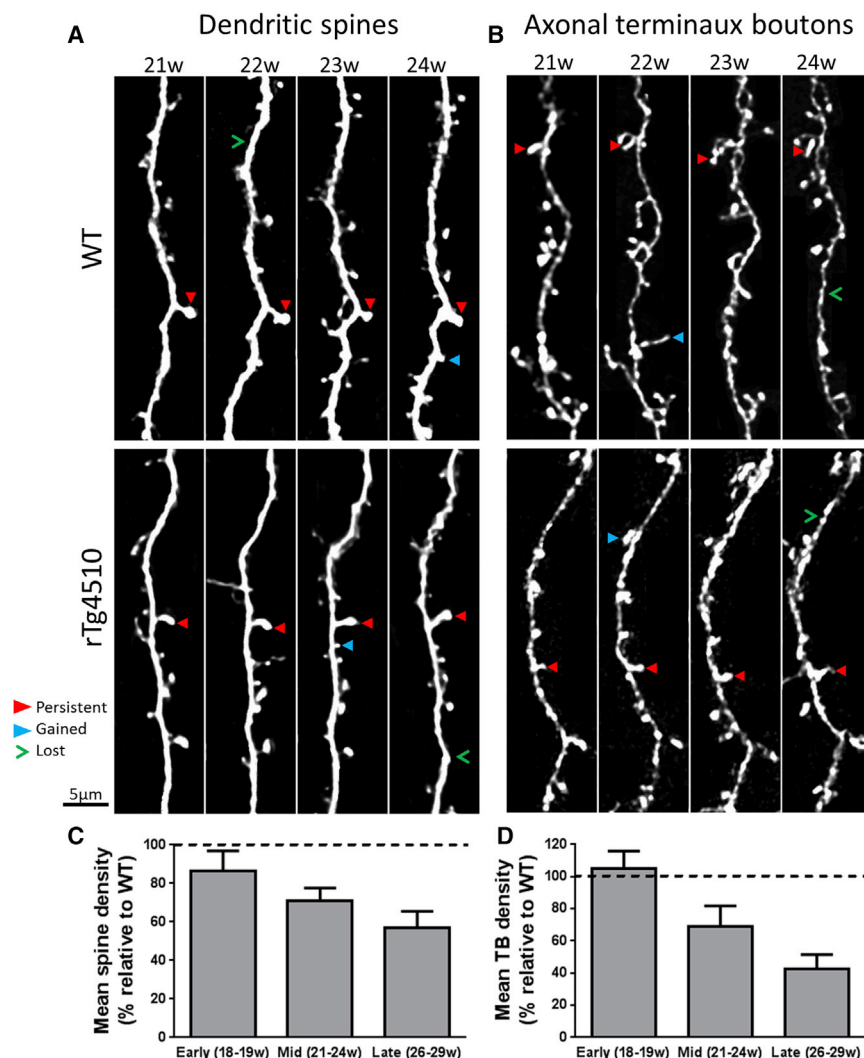 A
Dendritic spines
21w 22w 23w 24w
B
Axonal terminaux boutons
21w 22w 23w 24w
WT
rTg4510
Persistent
Gained
Lost
5μm
C
Mean spine density
(% relative to WT)
100
80
60
40
20
0
Early (18-19w) Mid (21-24w) Late (26-29w)
D
Mean TB density
(% relative to WT)
120
100
80
60
40
20
0
Early (18-19w) Mid (21-24w) Late (26-29w)